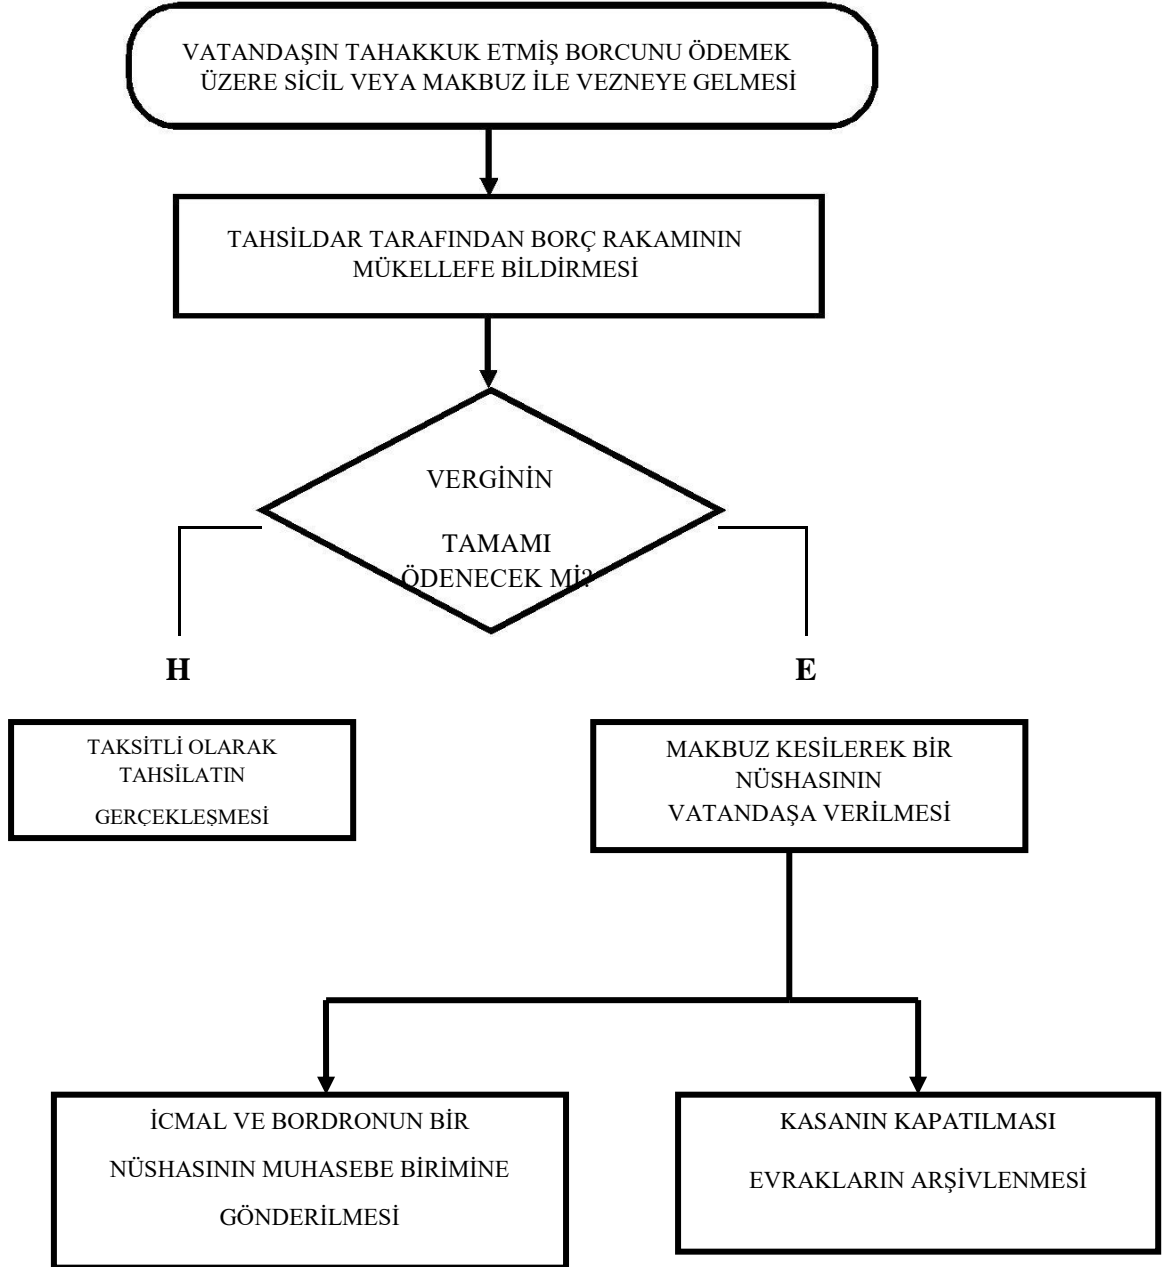 VATANDAŞIN TAHAKKUK ETMİŞ BORCUNU ÖDEMEK
ÜZERE SİCİL VEYA MAKBUZ İLE VEZNEYE GELMESİ
TAHSİLDAR TARAFINDAN BORÇ RAKAMININ
MÜKELLEFE BİLDİRMESİ
VERGİNİN
TAMAMI
ÖDENECEK Mİ?
H
E
TAKSİTLİ OLARAK
TAHSİLATIN
GERÇEKLEŞMESİ
MAKBUZ KESİLEREK BİR
NÜSHASININ
VATANDAŞA VERİLMESİ
İCMAL VE BORDRONUN BİR
NÜSHASININ MUHASEBE BİRİMİNE
GÖNDERİLMESİ
KASANIN KAPATILMASI
EVRAKLARIN ARŞİVLENMESİ